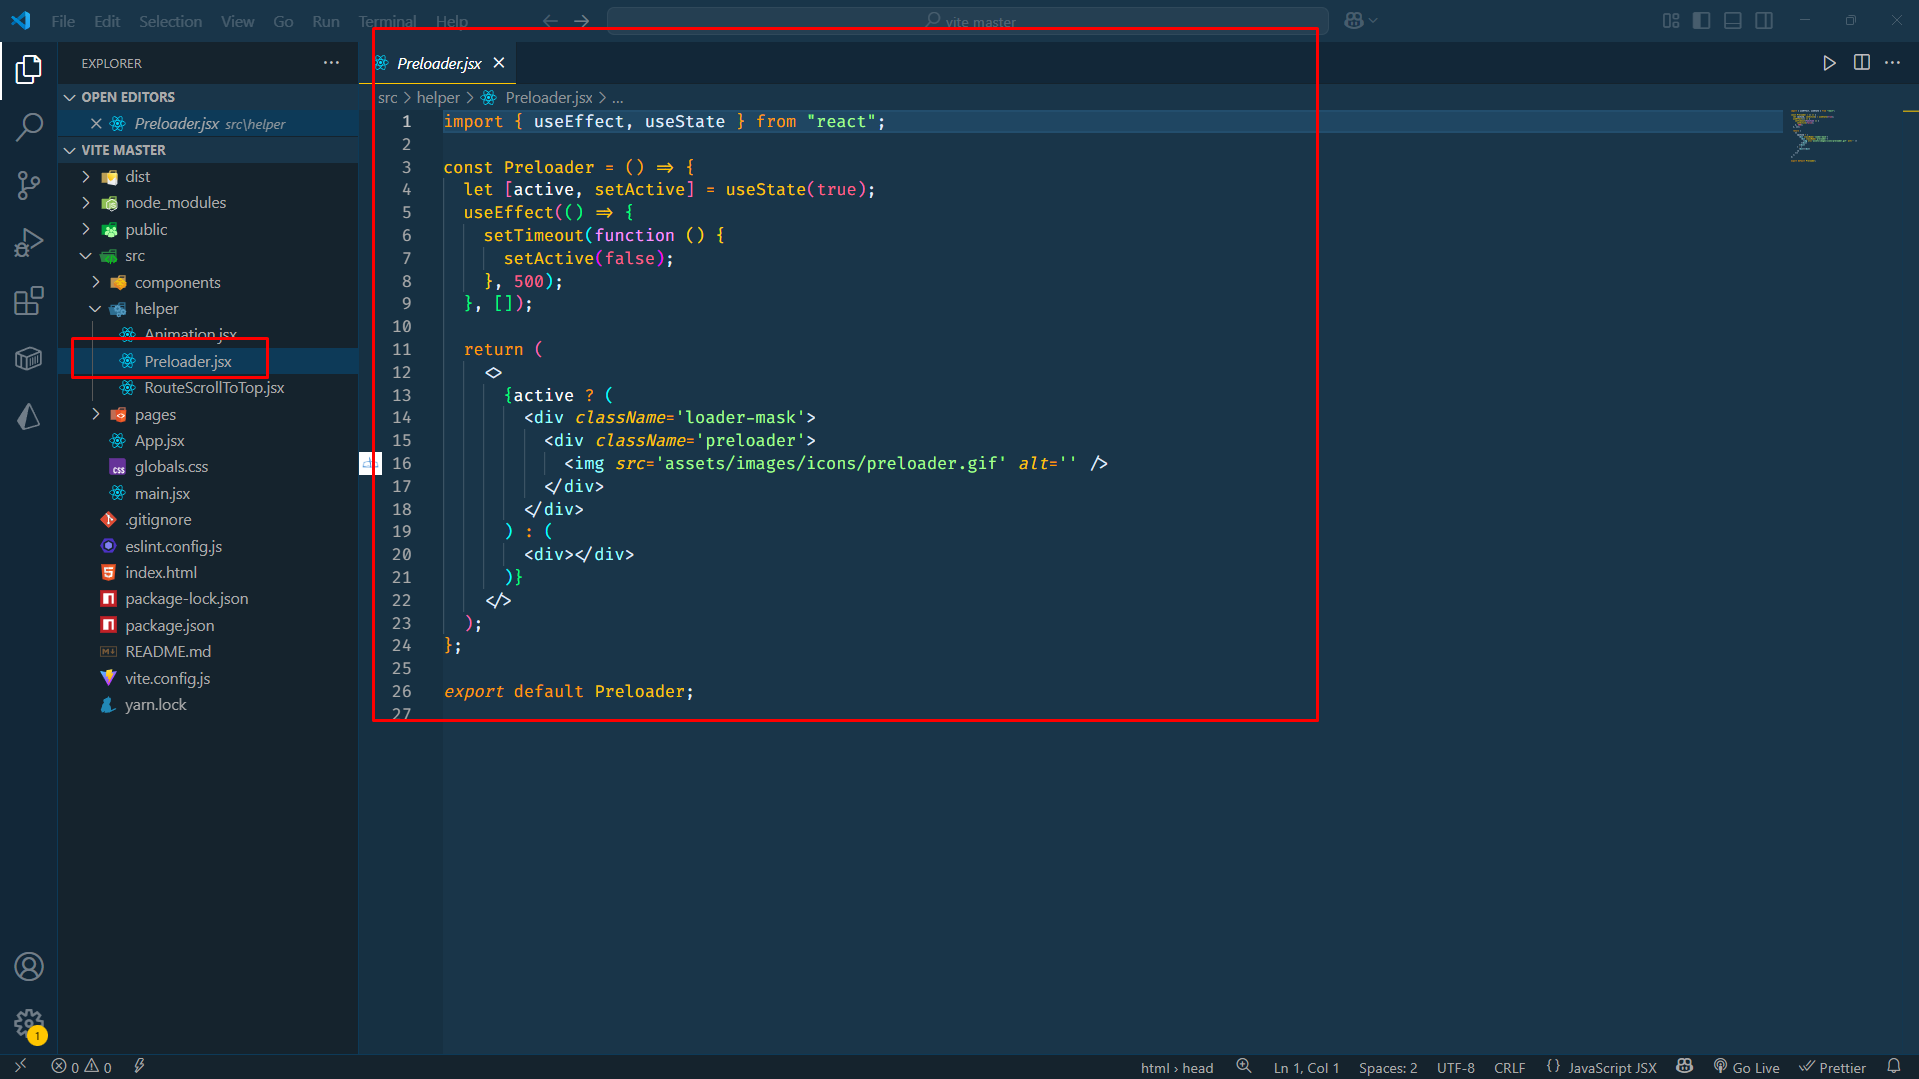 File Edit Selection View Go Run Terminal Help
vite master
EXPLORER
OPEN EDITORS
Preloader.jsx src\helper
VITE MASTER
dist
node_modules
public
src
components
helper
Animation.jsx
Preloader.jsx
RouteScrollToTop.jsx
pages
App.jsx
globals.css
main.jsx
.gitignore
eslint.config.js
index.html
package-lock.json
package.json
README.md
vite.config.js
yarn.lock
Preloader.jsx
src > helper > Preloader.jsx > ...
1 import { useEffect, useState } from "react";
2
3 const Preloader = () => {
4 let [active, setActive] = useState(true);
5 useEffect(() => {
6 setTimeout(function () {
7 setActive(false);
8 }, 500);
9 }, []);
10
11 return (
12 <>
13 {active ? (
14 <div className='loader-mask'>
15 <div className='preloader'>
16 <img src='assets/images/icons/preloader.gif' alt='' />
17 </div>
18 </div>
19 ) : (
20 <div></div>
21 )}
22 </>
23 );
24 };
25
26 export default Preloader;
27
1
0 0
html › head
Ln 1, Col 1
Spaces: 2
UTF-8
CRLF
{} JavaScript JSX
Go Live
Prettier